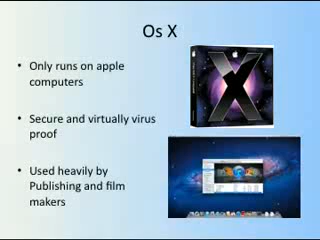 Os X
• Only runs on apple
computers
• Secure and virtually virus
proof
• Used heavily by
Publishing and film
makers
X